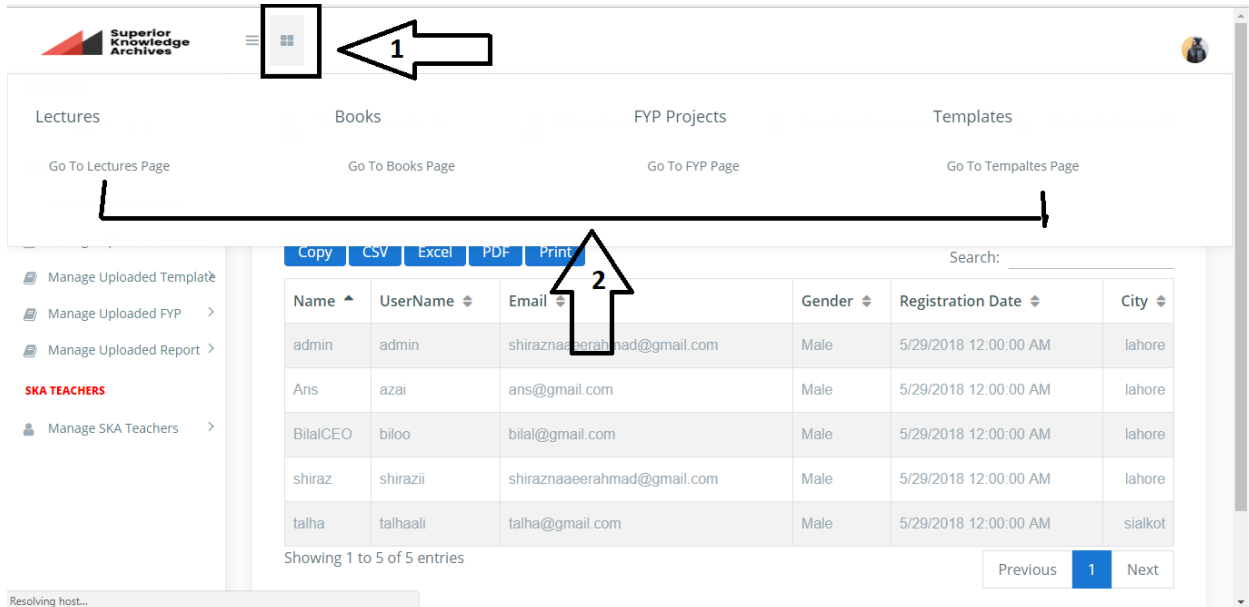 Superior
Knowledge
Archives
1
Lectures Books FYP Projects Templates
Go To Lectures Page Go To Books Page Go To FYP Page Go To Tempaltes Page
Copy CSV Excel PDF Print
Search:
2
Manage Uploaded Template
Manage Uploaded FYP
Manage Uploaded Report
SKA TEACHERS
Manage SKA Teachers
Name UserName Email Gender Registration Date City
admin admin shiraznaaeerahmad@gmail.com Male 5/29/2018 12:00:00 AM lahore
Ans azai ans@gmail.com Male 5/29/2018 12:00:00 AM lahore
BilalCEO biloo bilal@gmail.com Male 5/29/2018 12:00:00 AM lahore
shiraz shirazii shiraznaaeerahmad@gmail.com Male 5/29/2018 12:00:00 AM lahore
talha talhaali talha@gmail.com Male 5/29/2018 12:00:00 AM sialkot
Showing 1 to 5 of 5 entries
Previous 1 Next
Resolving host...